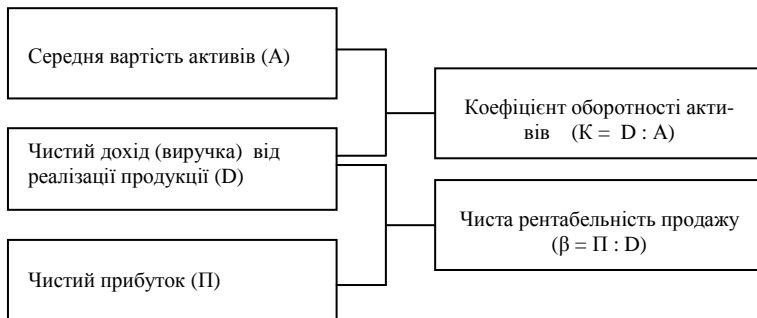 Середня вартість активів (А)
Чистий дохід (виручка) від
реалізації продукції (D)
Чистий прибуток (П)
Коефіцієнт оборотності акти-
вів (К = D : А)
Чиста рентабельність продажу
(β = П : D)